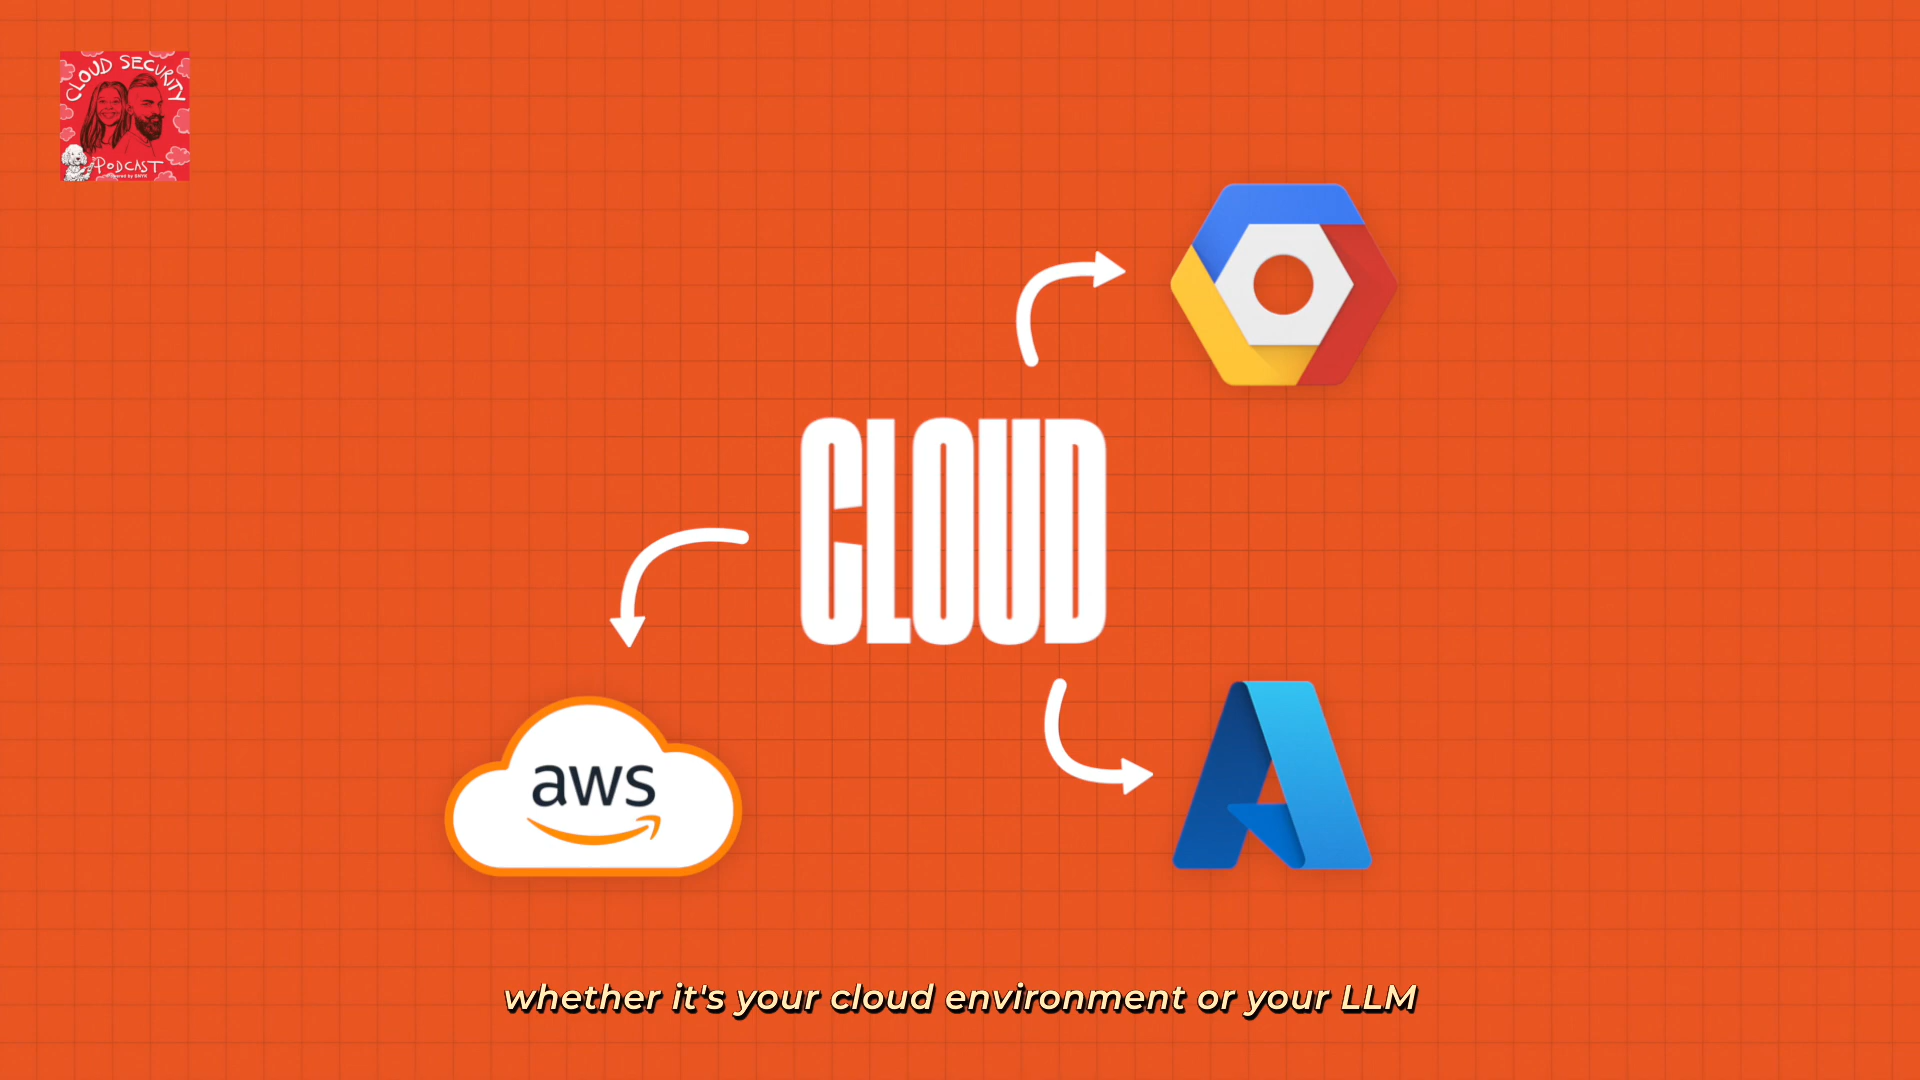 CLOUD SECURITY
PODCAST
CLOUD
aws
whether it's your cloud environment or your LLM